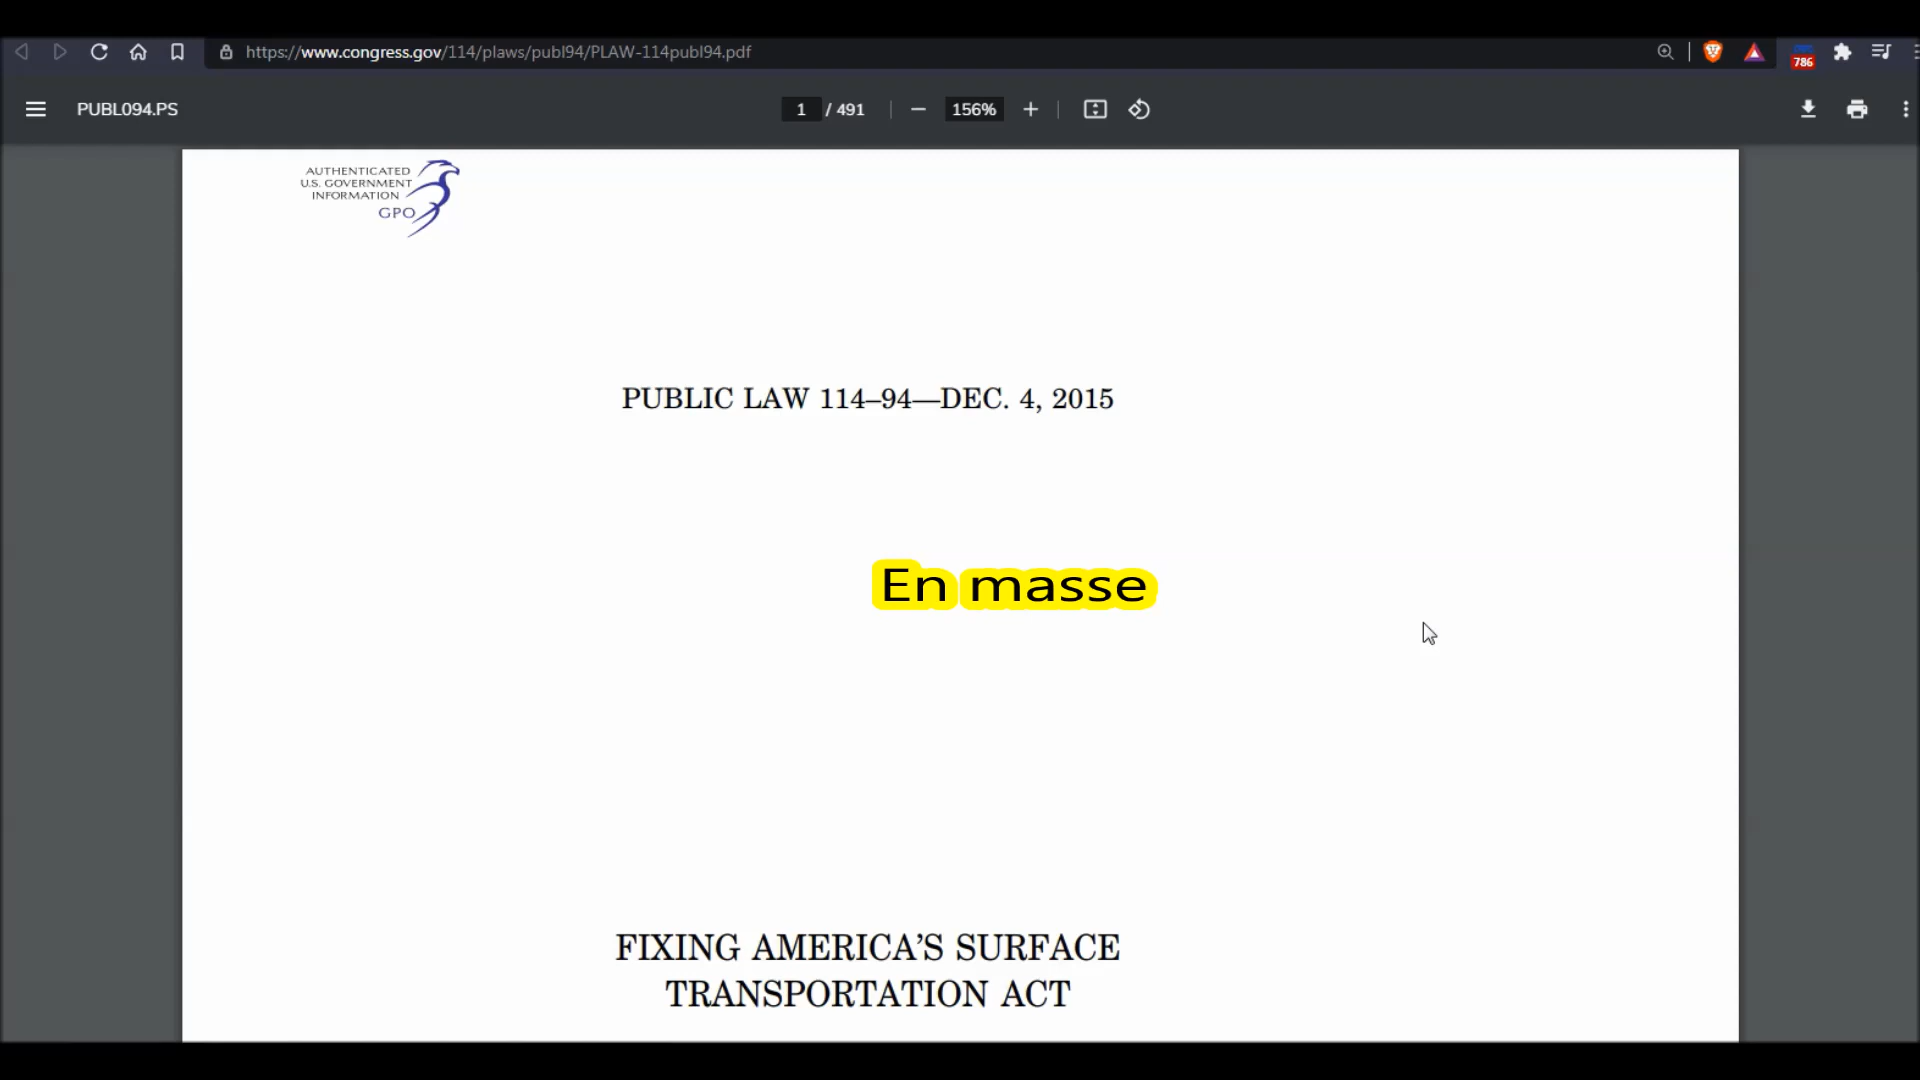 https://www.congress.gov/114/plaws/publ94/PLAW-114publ94.pdf
786
PUBL094.PS
1 / 491
156%
AUTHENTICATED
U.S. GOVERNMENT
INFORMATION
GPO
PUBLIC LAW 114–94—DEC. 4, 2015
En masse
FIXING AMERICA'S SURFACE
TRANSPORTATION ACT